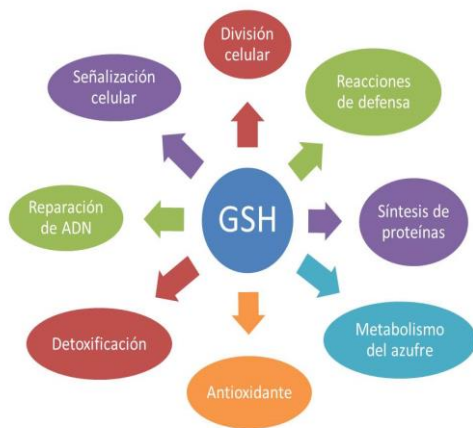 División
celular
Señalización
celular
Reacciones
de defensa
Reparación
de ADN
GSH
Síntesis de
proteínas
Detoxificación
Metabolismo
del azufre
Antioxidante